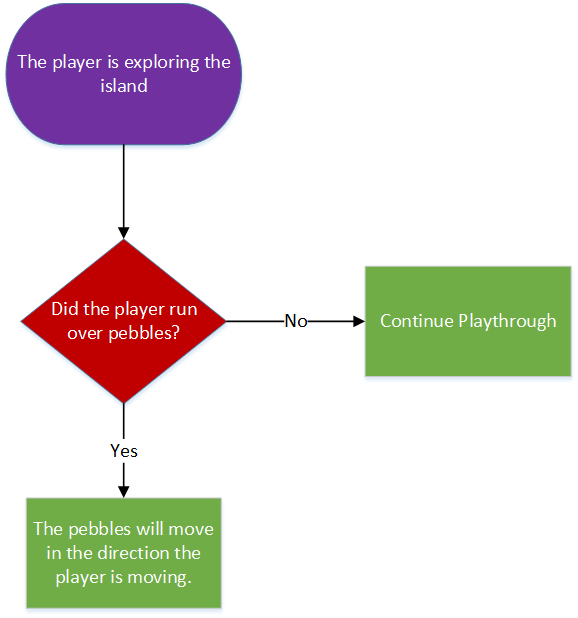 The player is exploring the
island
Did the player run
over pebbles?
No
Continue Playthrough
Yes
The pebbles will move
in the direction the
player is moving.